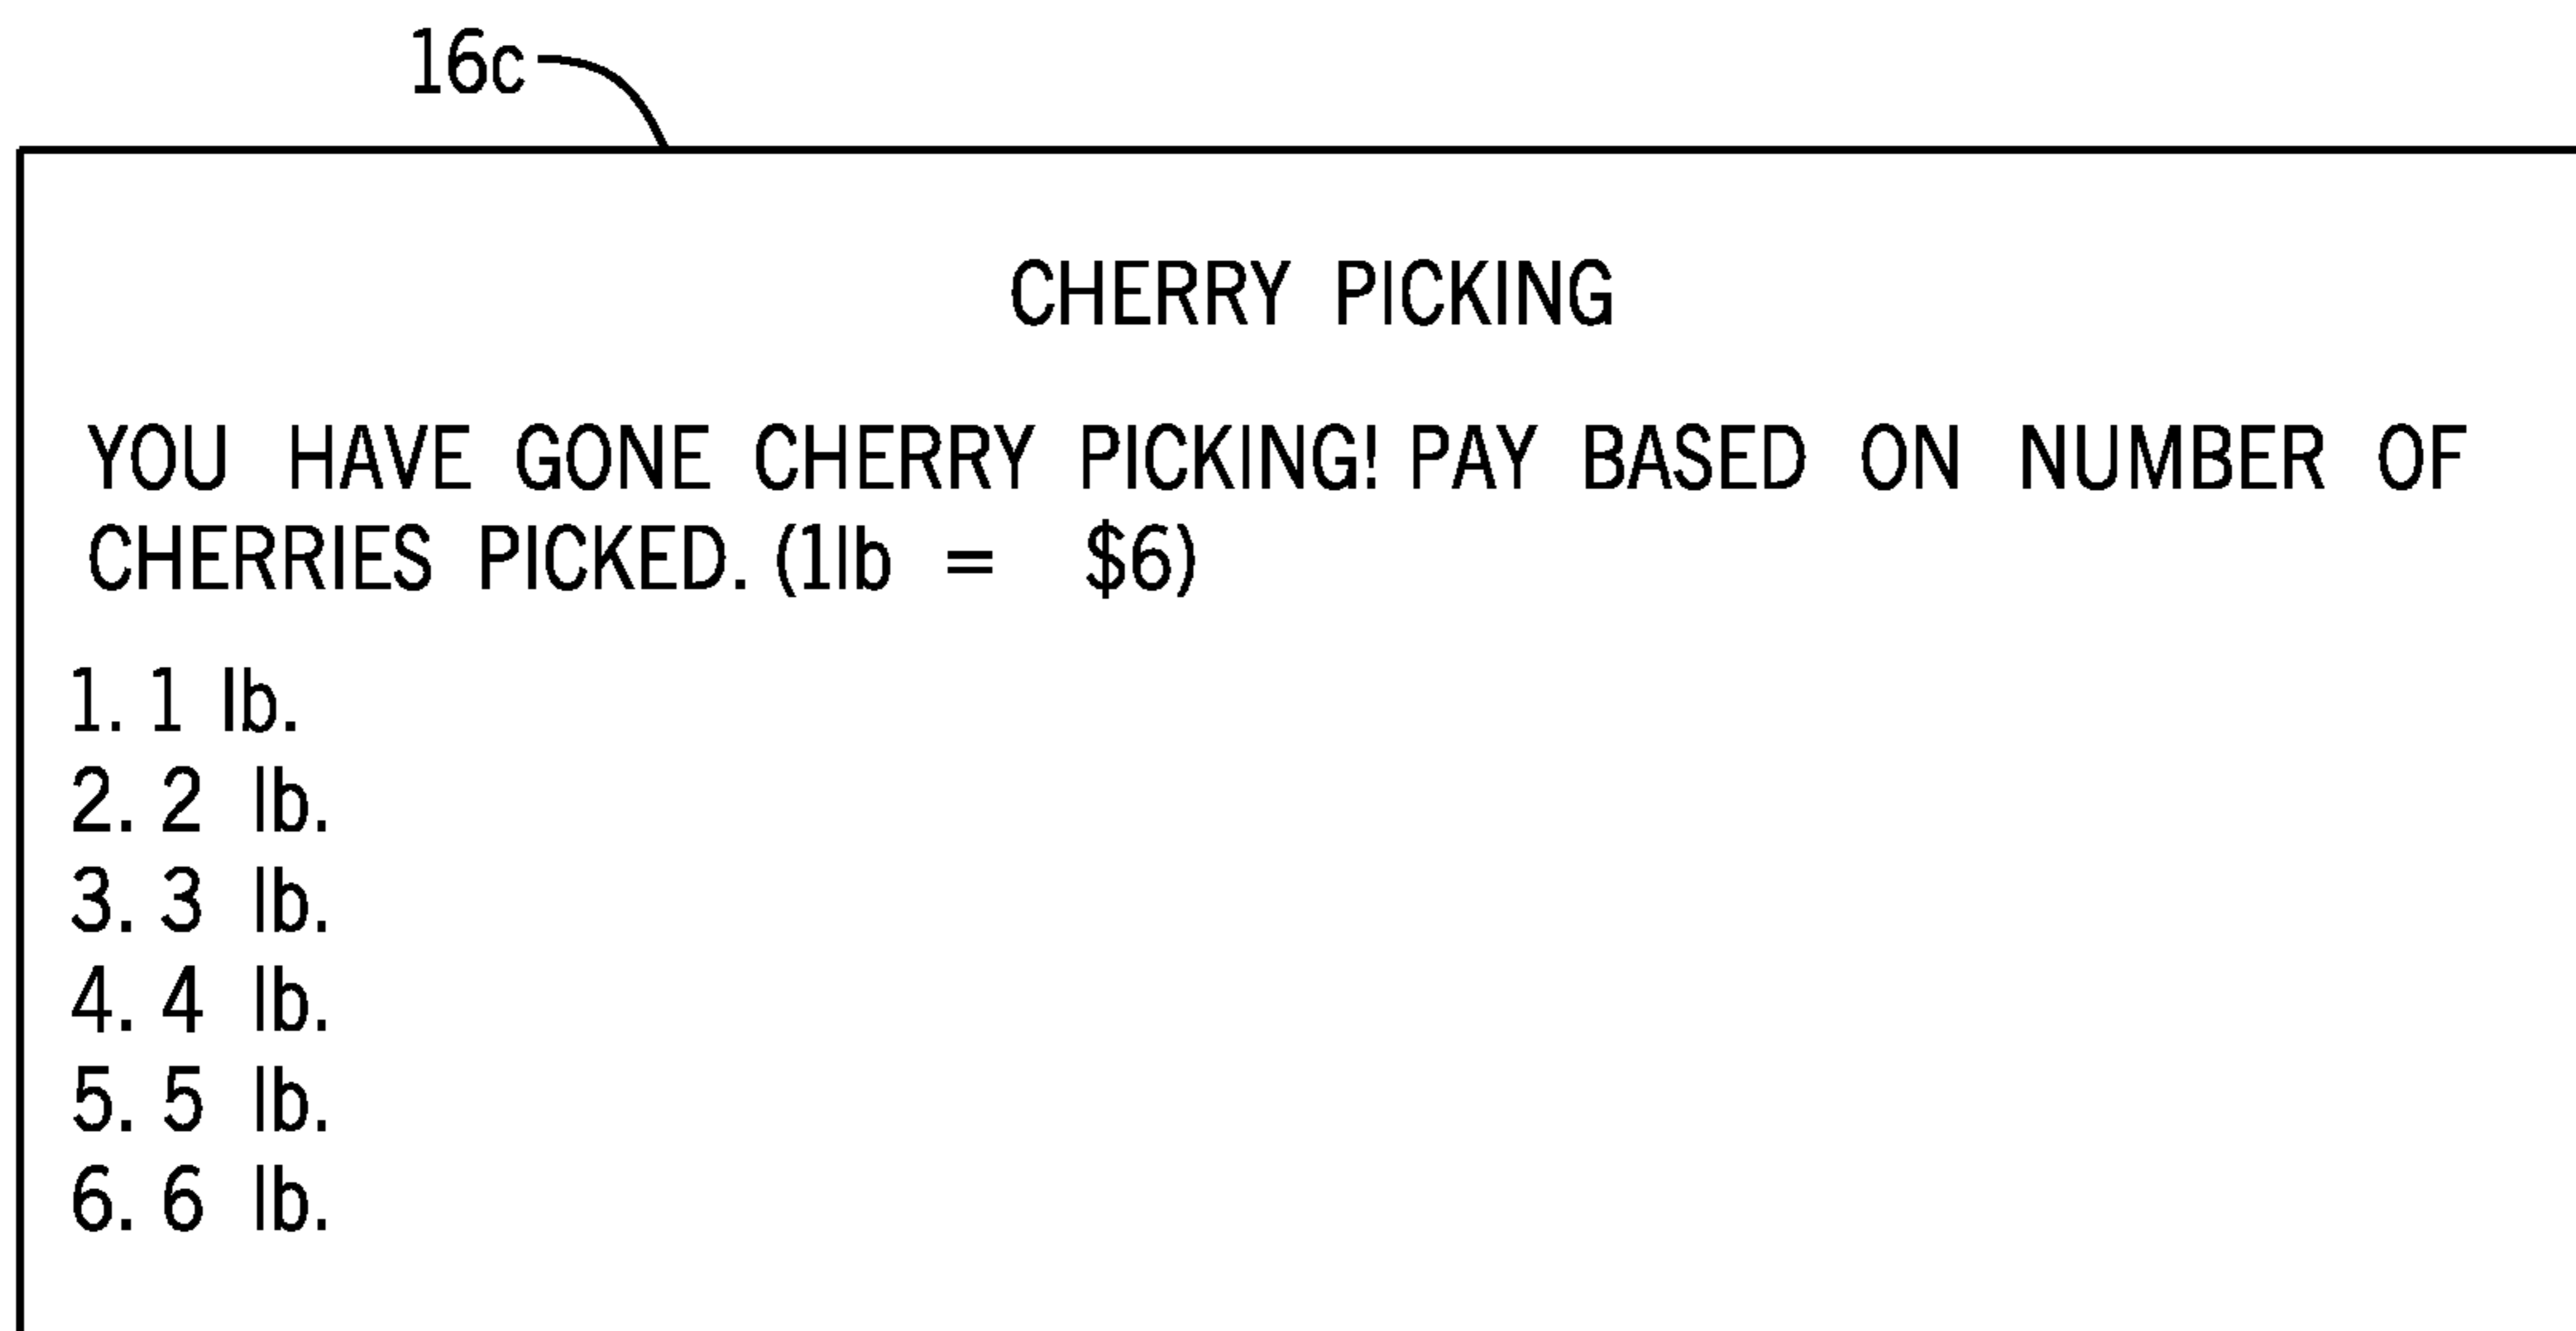 16c
CHERRY PICKING
YOU HAVE GONE CHERRY PICKING! PAY BASED ON NUMBER OF
CHERRIES PICKED. (1lb = $6)
1. 1 lb.
2. 2 lb.
3. 3 lb.
4. 4 lb.
5. 5 lb.
6. 6 lb.